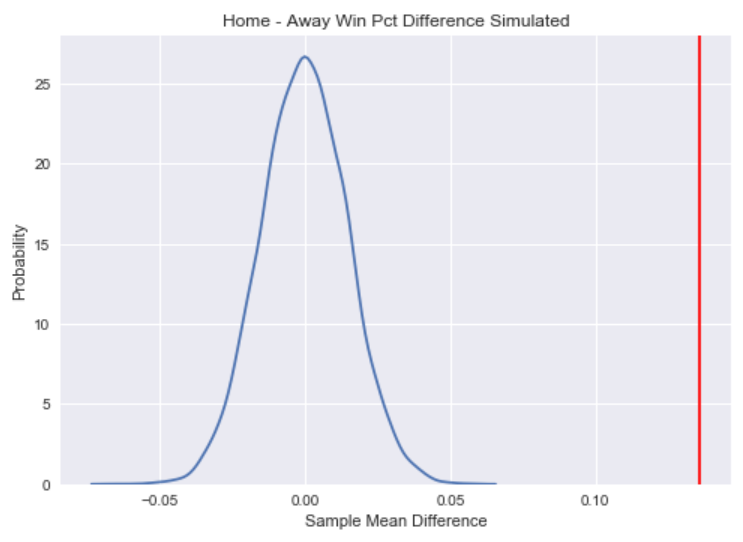 Home - Away Win Pct Difference Simulated
25
20
15
10
5
0
Probability
−0.05 0.00 0.05 0.10
Sample Mean Difference